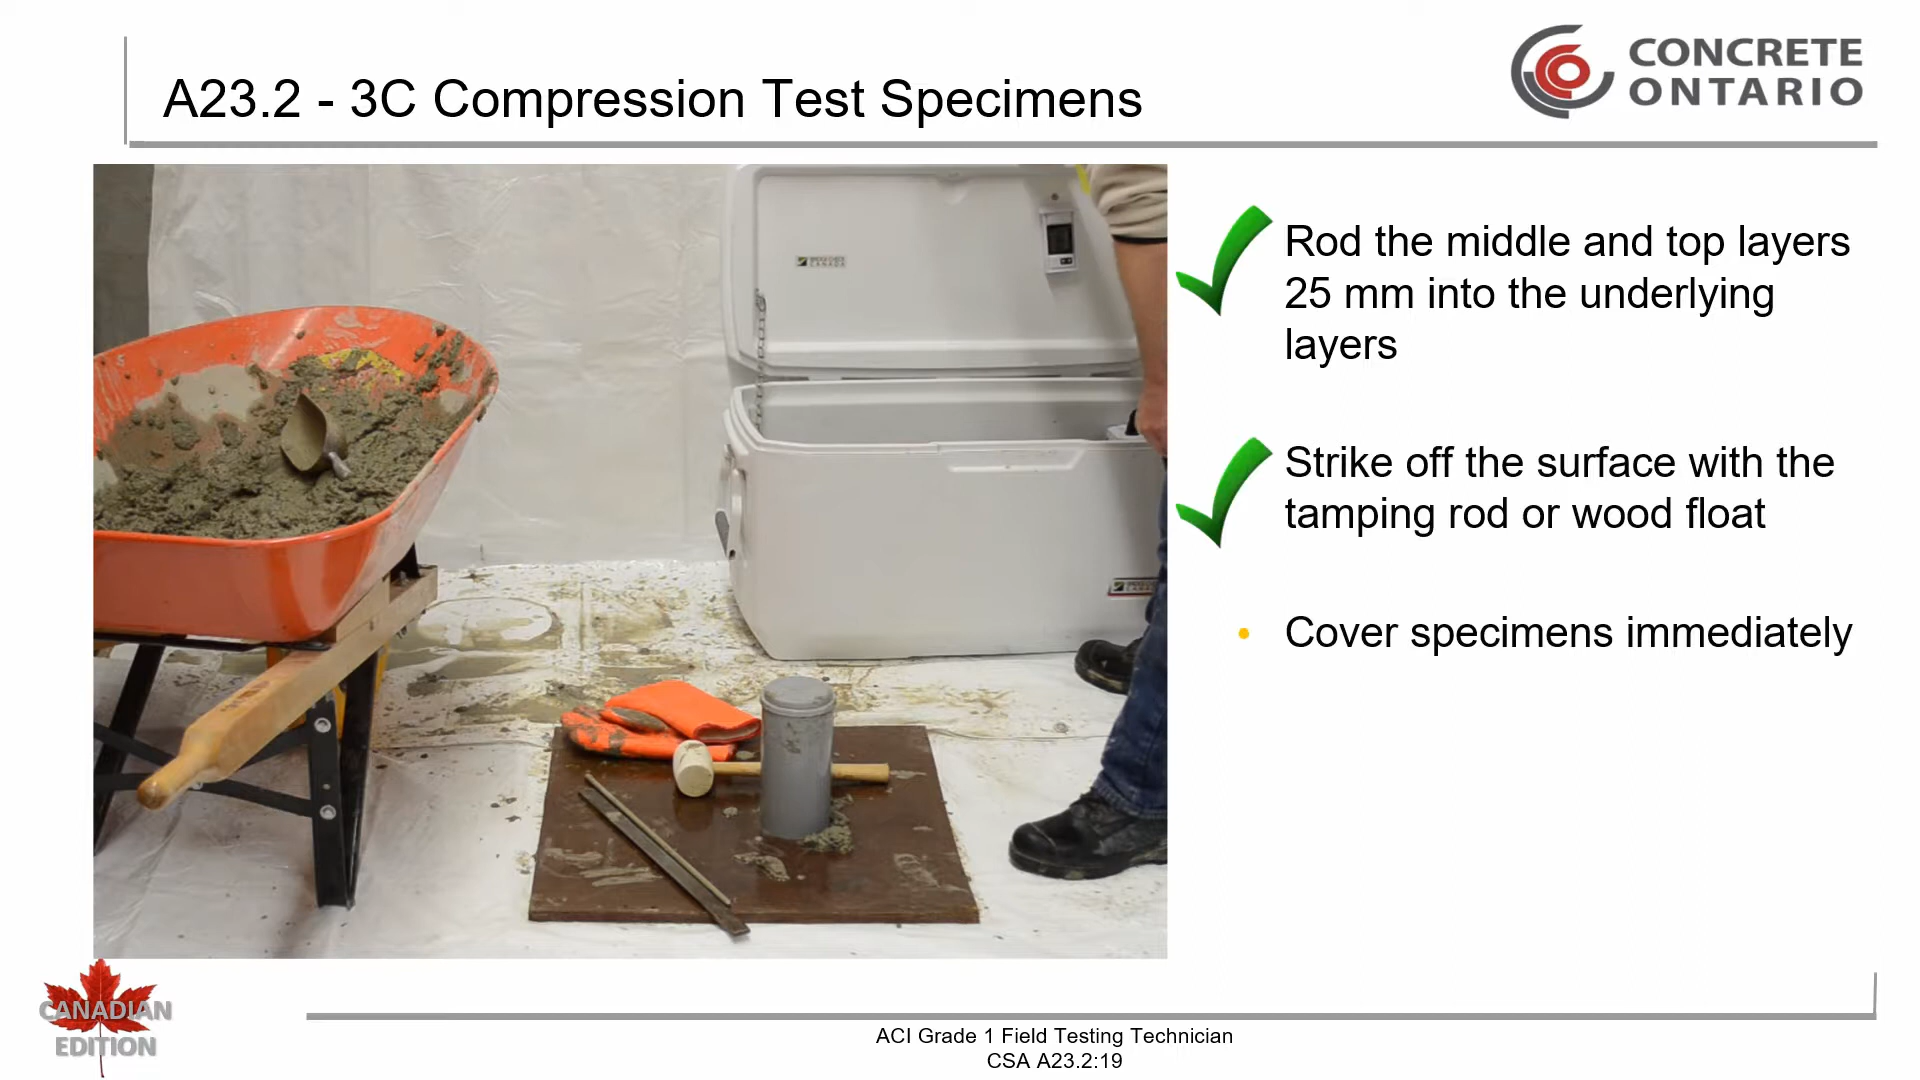 A23.2 - 3C Compression Test Specimens
CONCRETE
ONTARIO
Rod the middle and top layers
25 mm into the underlying
layers
Strike off the surface with the
tamping rod or wood float
• Cover specimens immediately
CANADIAN
EDITION
ACI Grade 1 Field Testing Technician
CSA A23.2:19